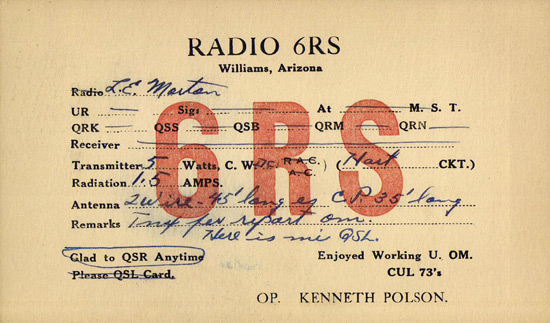 RADIO 6RS
Williams, Arizona
Radio L.E. Morton
UR Sigs At M. S. T.
QRK QSS QSB QRM QRN
6RS
Receiver
Transmitter 5 Watts, C. W. D.C. R.A.C. A.C. ( Hart CKT.)
Radiation 1.5 AMPS.
Antenna 2 wire - 45' long es C.P. 35' long
Remarks Tnx fer report om.
Here is mi QSL.
Glad to QSR Anytime Enjoyed Working U. OM.
Please QSL Card. CUL 73's
OP. KENNETH POLSON.